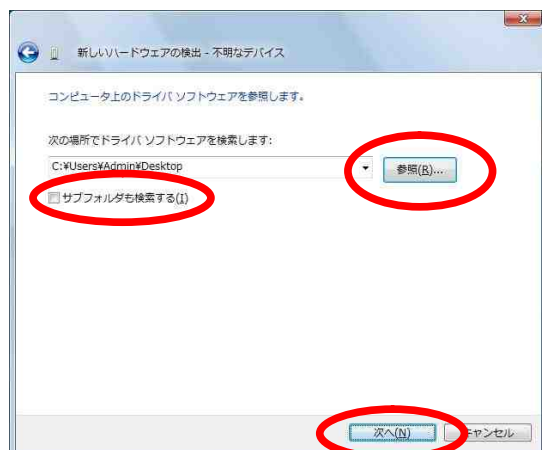 新しいハードウェアの検出 - 不明なデバイス
コンピュータ上のドライバ ソフトウェアを参照します。
次の場所でドライバ ソフトウェアを検索します:
C:¥Users¥Admin¥Desktop
参照(R)...
サブフォルダも検索する(I)
次へ(N)
キャンセル